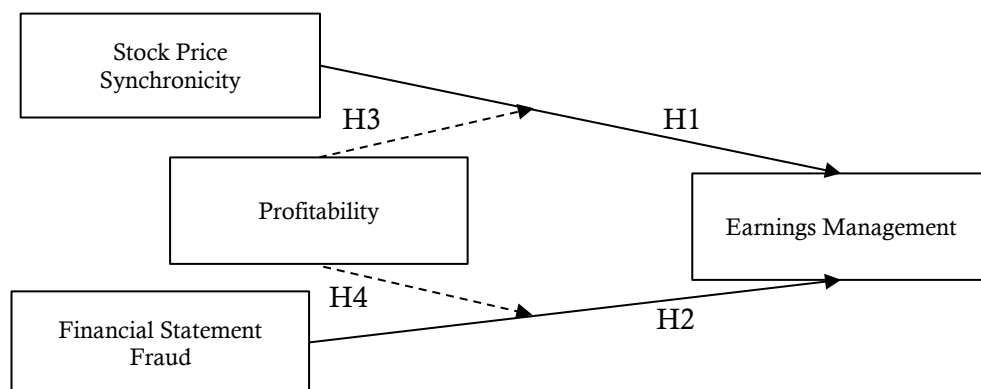 Stock Price
Synchronicity
H3
H1
Profitability
Earnings Management
H4
H2
Financial Statement
Fraud